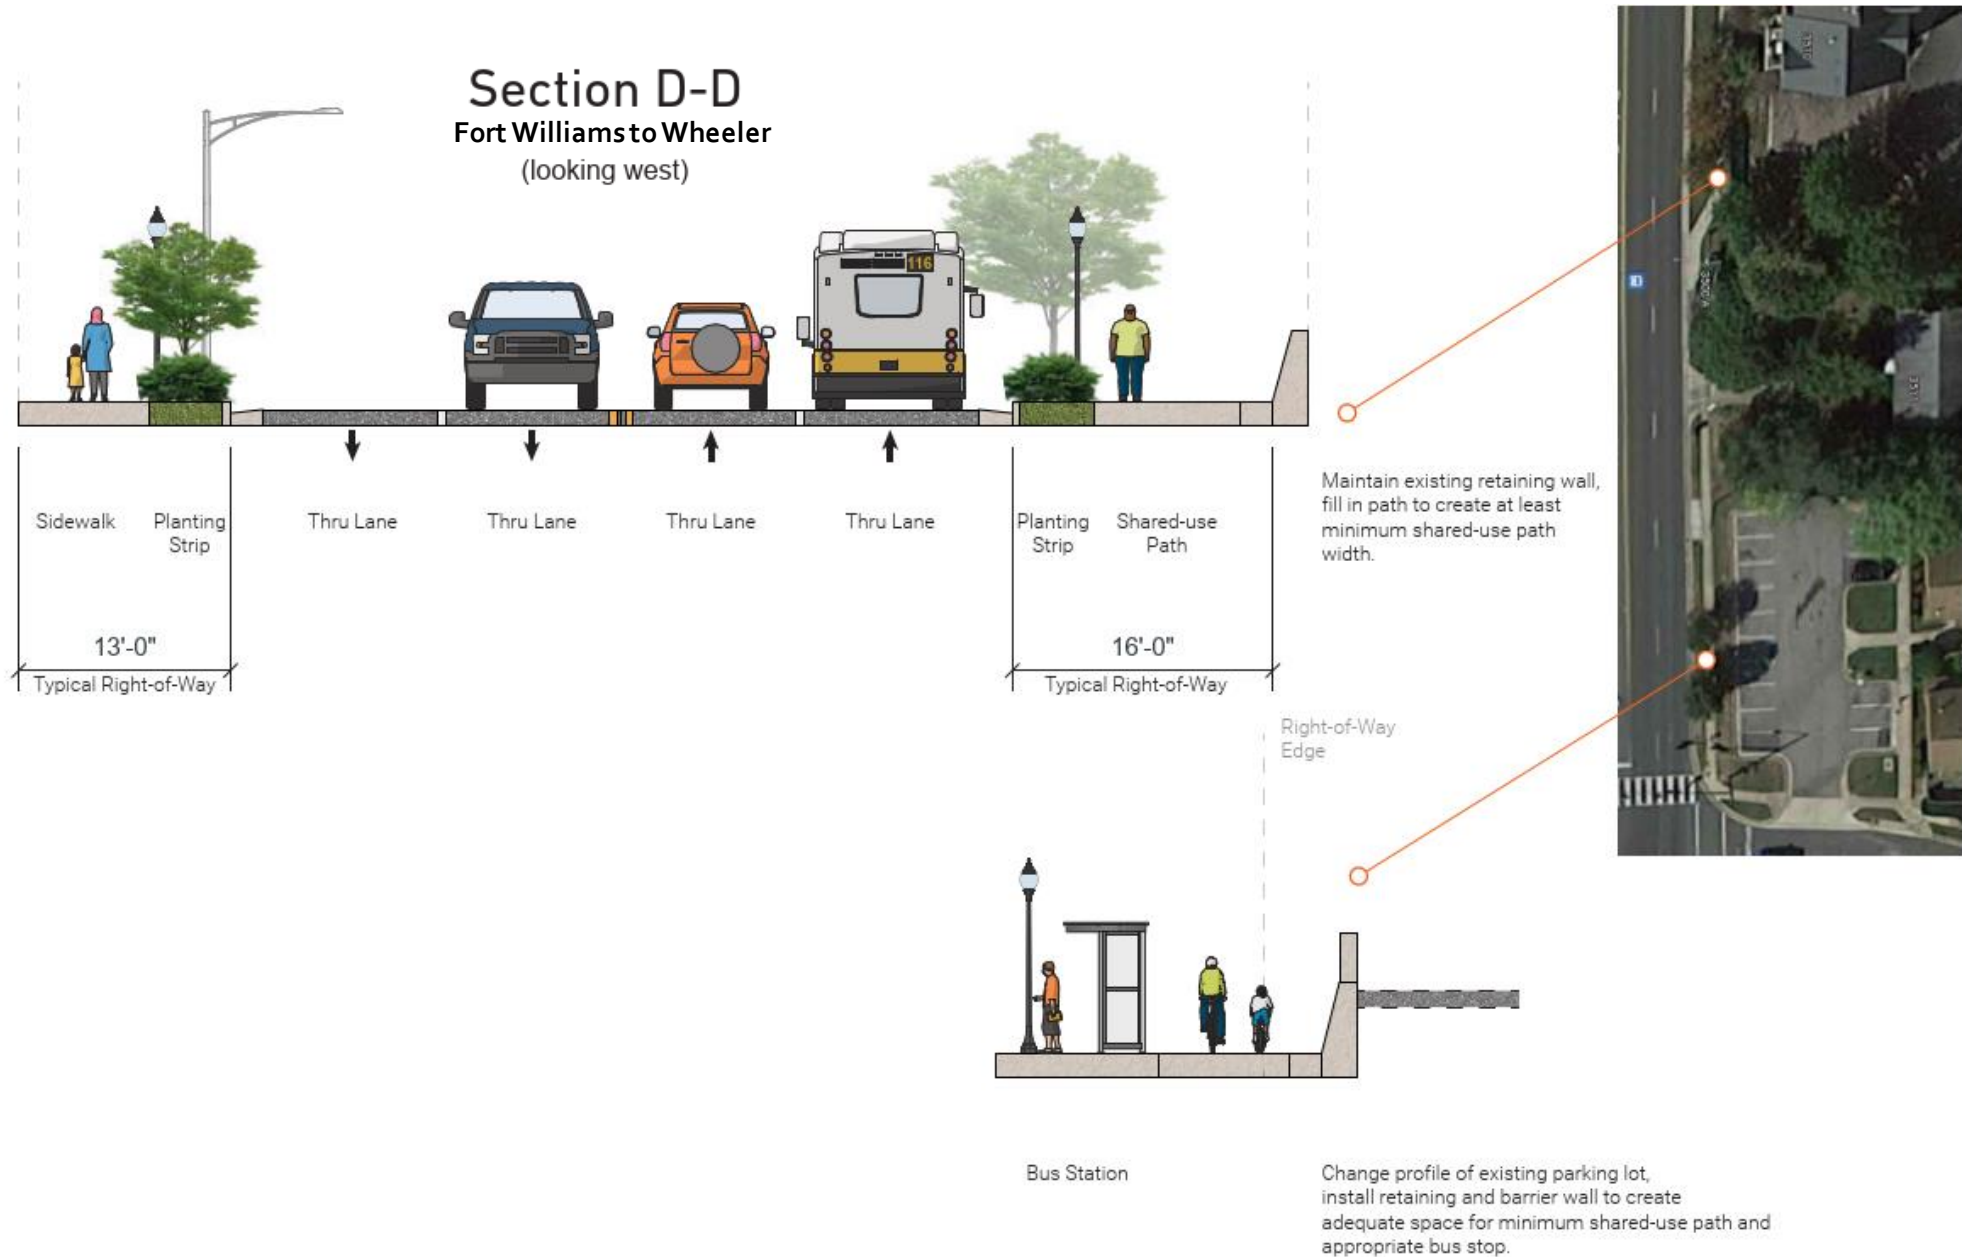 Section D-D
Fort Williams to Wheeler
(looking west)
116
Sidewalk
Planting
Strip
Thru Lane
Thru Lane
Thru Lane
Thru Lane
Planting
Strip
Shared-use
Path
13'-0"
Typical Right-of-Way
16'-0"
Typical Right-of-Way
Maintain existing retaining wall,
fill in path to create at least
minimum shared-use path
width.
Right-of-Way
Edge
Bus Station
Change profile of existing parking lot,
install retaining and barrier wall to create
adequate space for minimum shared-use path and
appropriate bus stop.